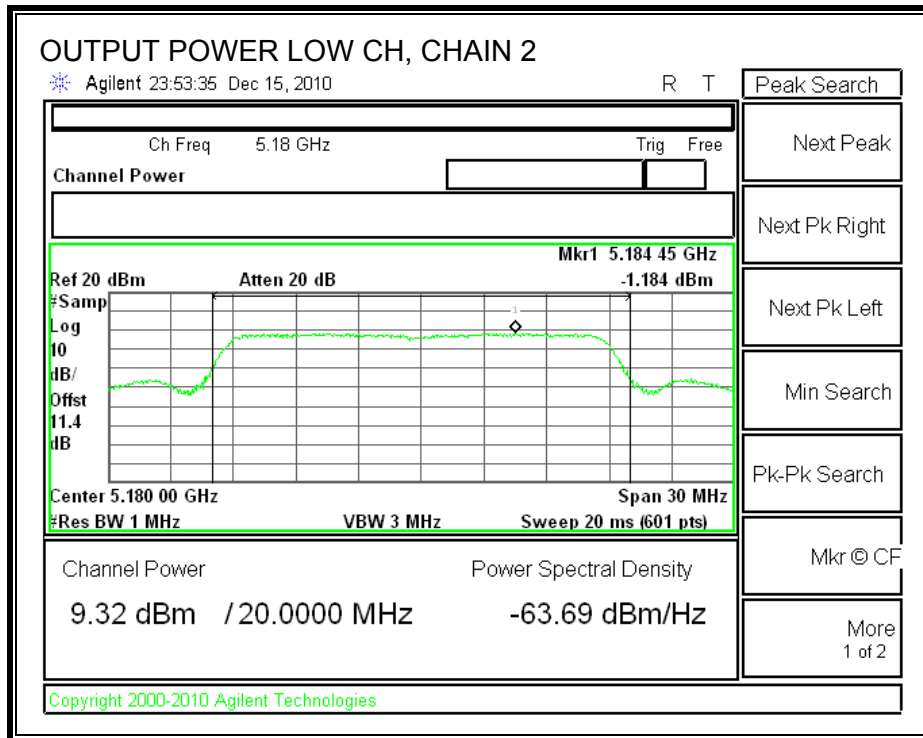 OUTPUT POWER LOW CH, CHAIN 2
Agilent 23:53:35 Dec 15, 2010 R T
Ch Freq 5.18 GHz Trig Free
Channel Power
Mkr1 5.184 45 GHz
Ref 20 dBm Atten 20 dB -1.184 dBm
#Samp
Log
10
dB/
Offst
11.4
dB
1
Center 5.180 00 GHz Span 30 MHz
#Res BW 1 MHz VBW 3 MHz Sweep 20 ms (601 pts)
Channel Power Power Spectral Density
9.32 dBm / 20.0000 MHz -63.69 dBm/Hz
Copyright 2000-2010 Agilent Technologies
Peak Search
Next Peak
Next Pk Right
Next Pk Left
Min Search
Pk-Pk Search
Mkr © CF
More
1 of 2